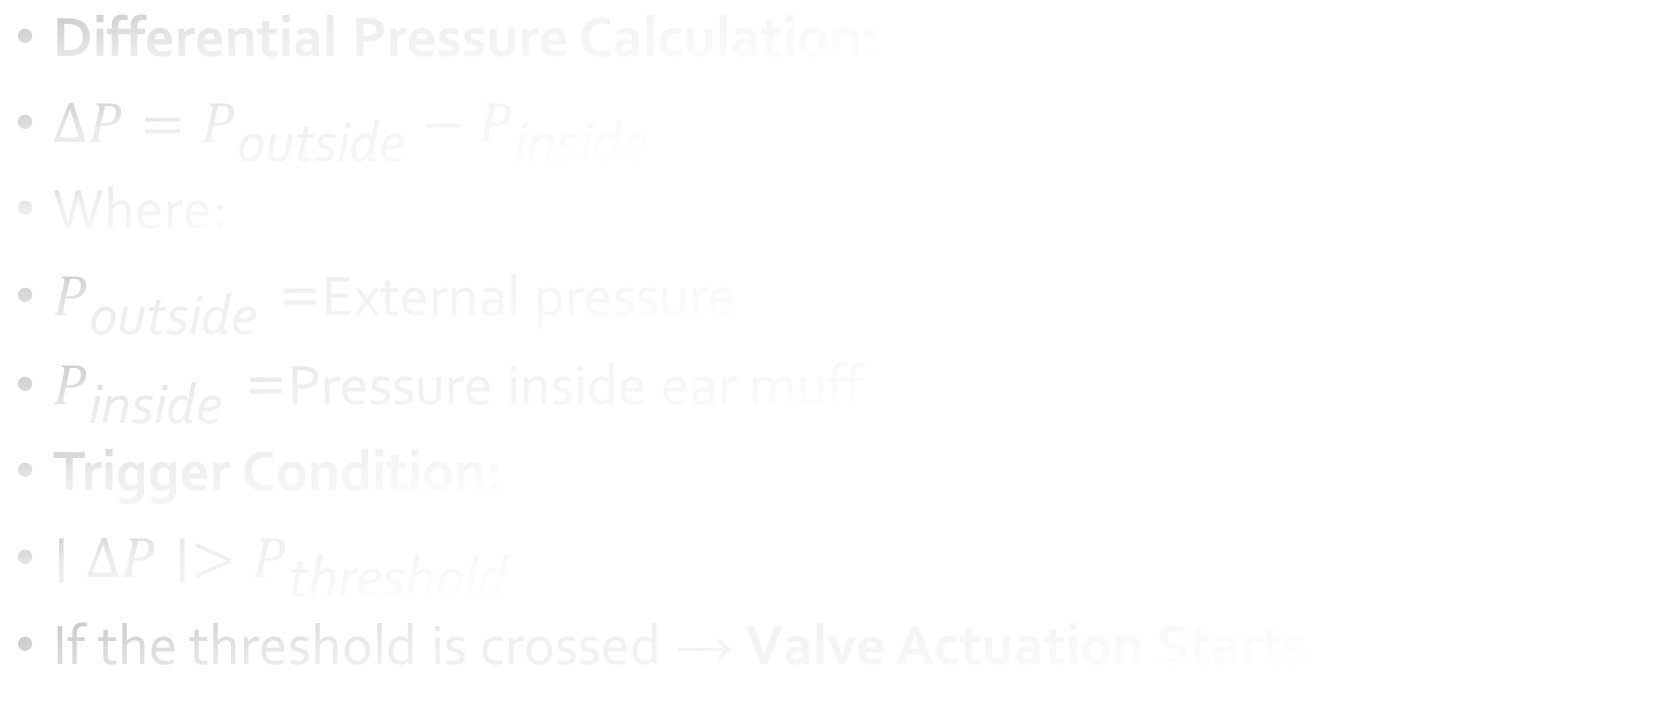 • Differential Pressure Calculation:
• ΔP = P_outside − P_inside
• Where:
• P_outside =External pressure
• P_inside =Pressure inside ear muff
• Trigger Condition:
• | ΔP |> P_threshold
• If the threshold is crossed → Valve Actuation Starts